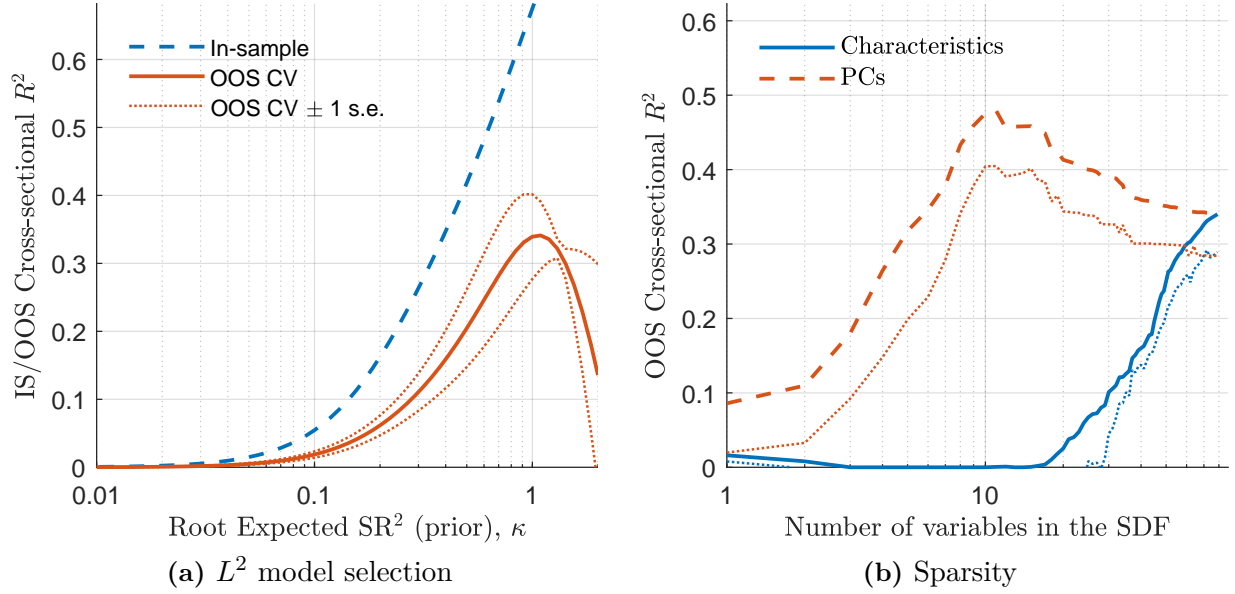 In-sample
OOS CV
OOS CV ± 1 s.e.
IS/OOS Cross-sectional R²
0.6
0.5
0.4
0.3
0.2
0.1
0
0.01
0.1
1
Root Expected SR² (prior), κ
(a) L² model selection
Characteristics
PCs
OOS Cross-sectional R²
0.6
0.5
0.4
0.3
0.2
0.1
0
1
10
Number of variables in the SDF
(b) Sparsity